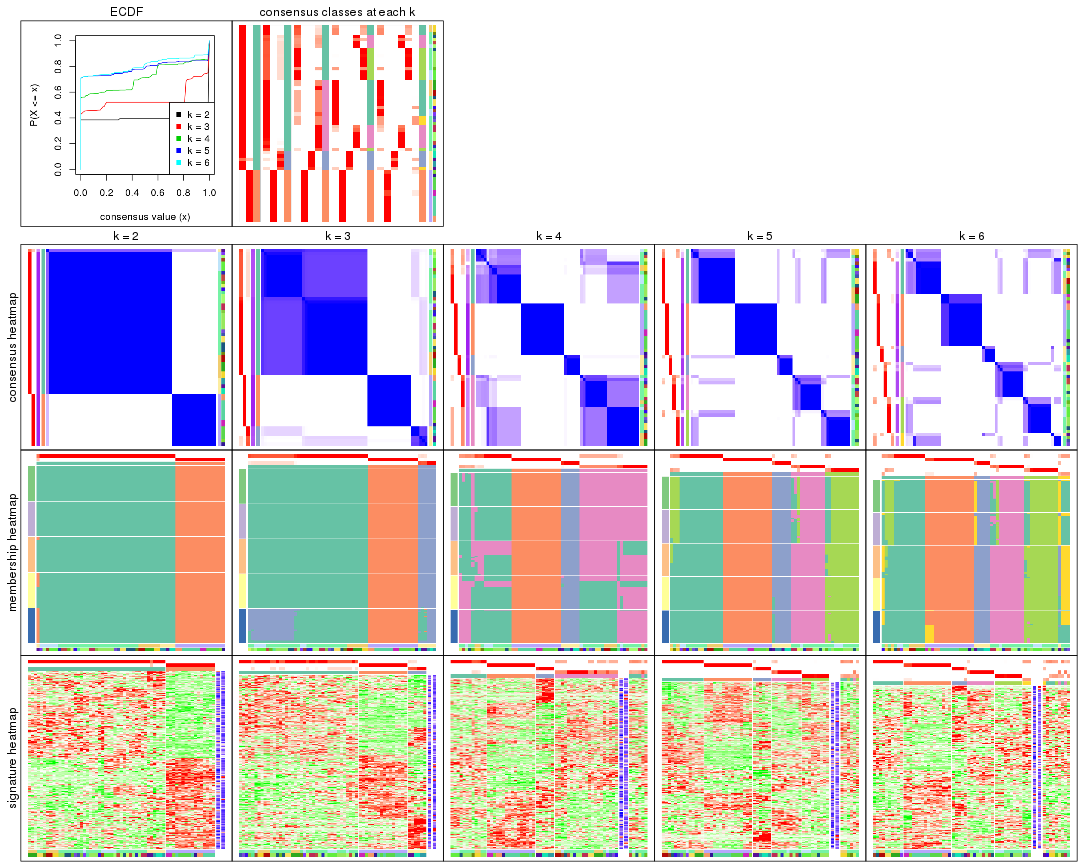 ECDF
consensus classes at each k
P(X <= x)
1.0
0.8
0.6
0.4
0.2
0.0
k = 2
k = 3
k = 4
k = 5
k = 6
0.0 0.2 0.4 0.6 0.8 1.0
consensus value (x)
k = 2
k = 3
k = 4
k = 5
k = 6
consensus heatmap
membership heatmap
signature heatmap